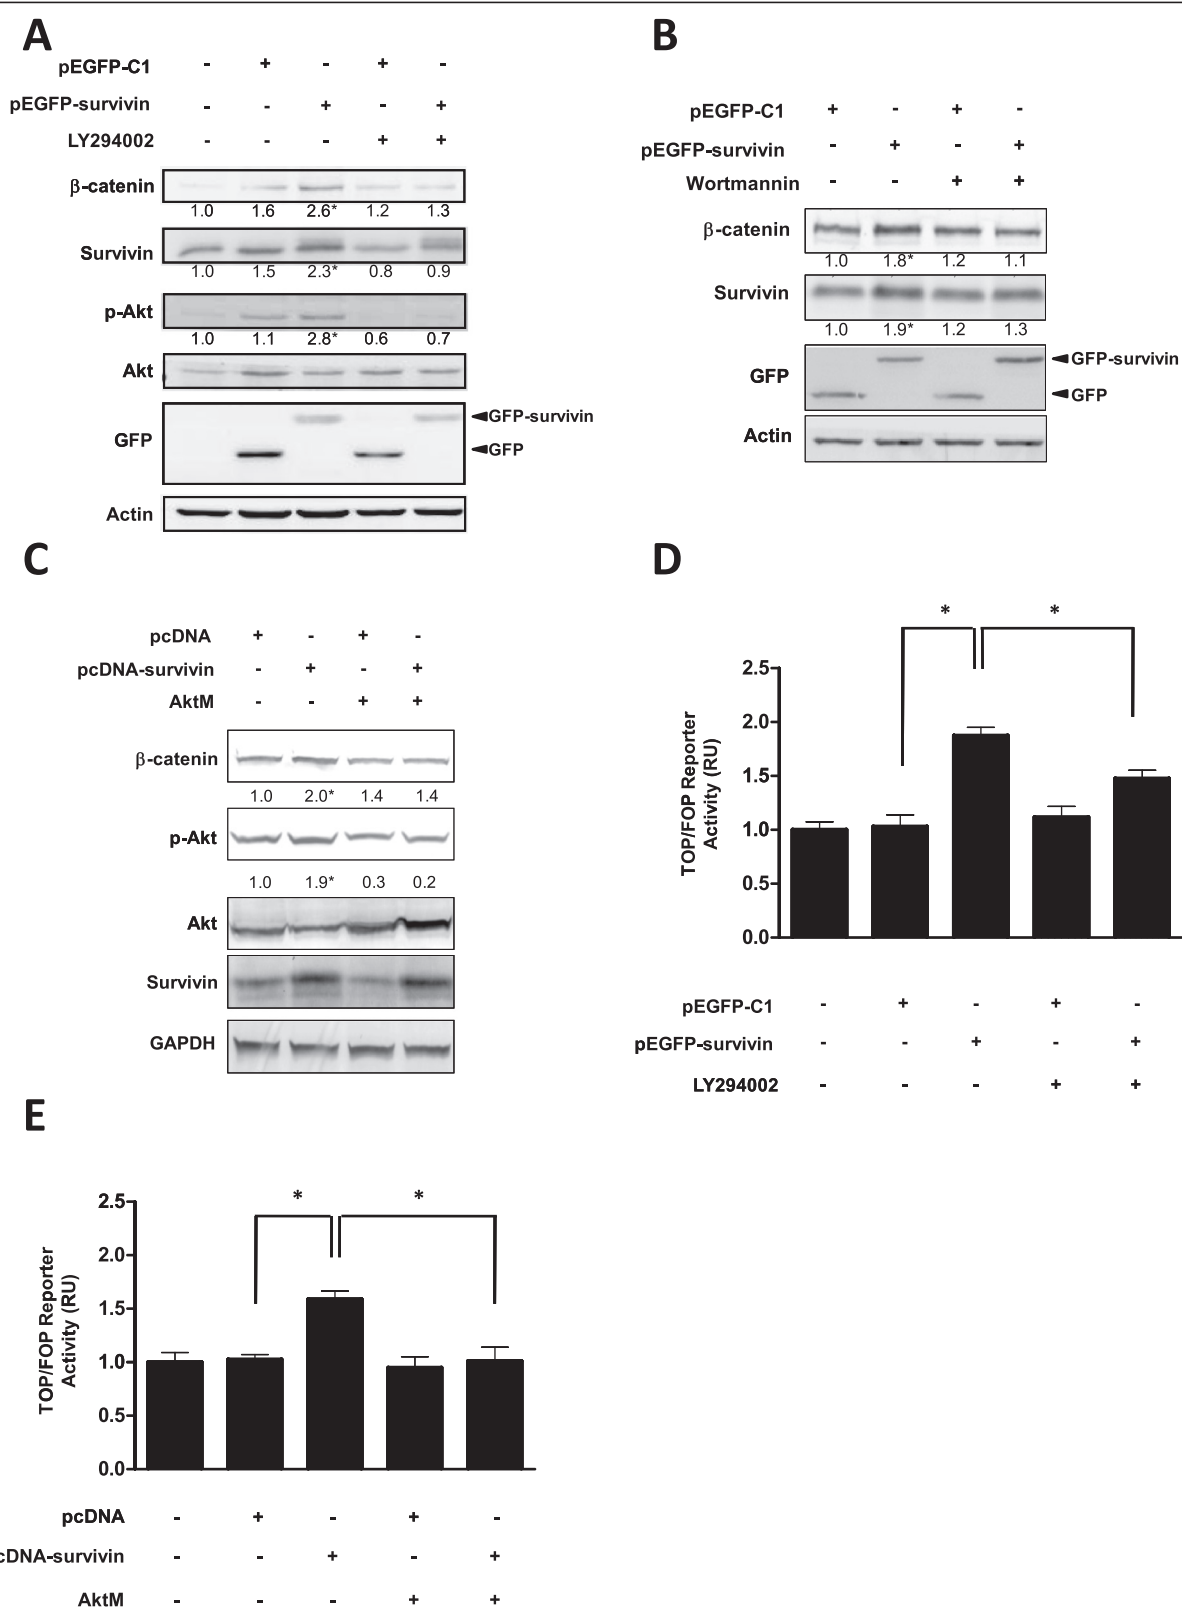 A
pEGFP-C1 - + - + -
pEGFP-survivin - - + - +
LY294002 - - - + +
β-catenin
1.0 1.6 2.6* 1.2 1.3
Survivin
1.0 1.5 2.3* 0.8 0.9
p-Akt
1.0 1.1 2.8* 0.6 0.7
Akt
GFP
GFP-survivin
GFP
Actin
B
pEGFP-C1 + - + -
pEGFP-survivin - + - +
Wortmannin - - + +
β-catenin
1.0 1.8* 1.2 1.1
Survivin
1.0 1.9* 1.2 1.3
GFP
GFP-survivin
GFP
Actin
C
pcDNA + - + -
pcDNA-survivin - + - +
AktM - - + +
β-catenin
1.0 2.0* 1.4 1.4
p-Akt
1.0 1.9* 0.3 0.2
Akt
Survivin
GAPDH
D
* *
TOP/FOP Reporter
Activity (RU)
2.5
2.0
1.5
1.0
0.5
0.0
pEGFP-C1 - + - + -
pEGFP-survivin - - + - +
LY294002 - - - + +
E
* *
TOP/FOP Reporter
Activity (RU)
2.5
2.0
1.5
1.0
0.5
0.0
pcDNA - + - + -
cDNA-survivin - - + - +
AktM - - - + +